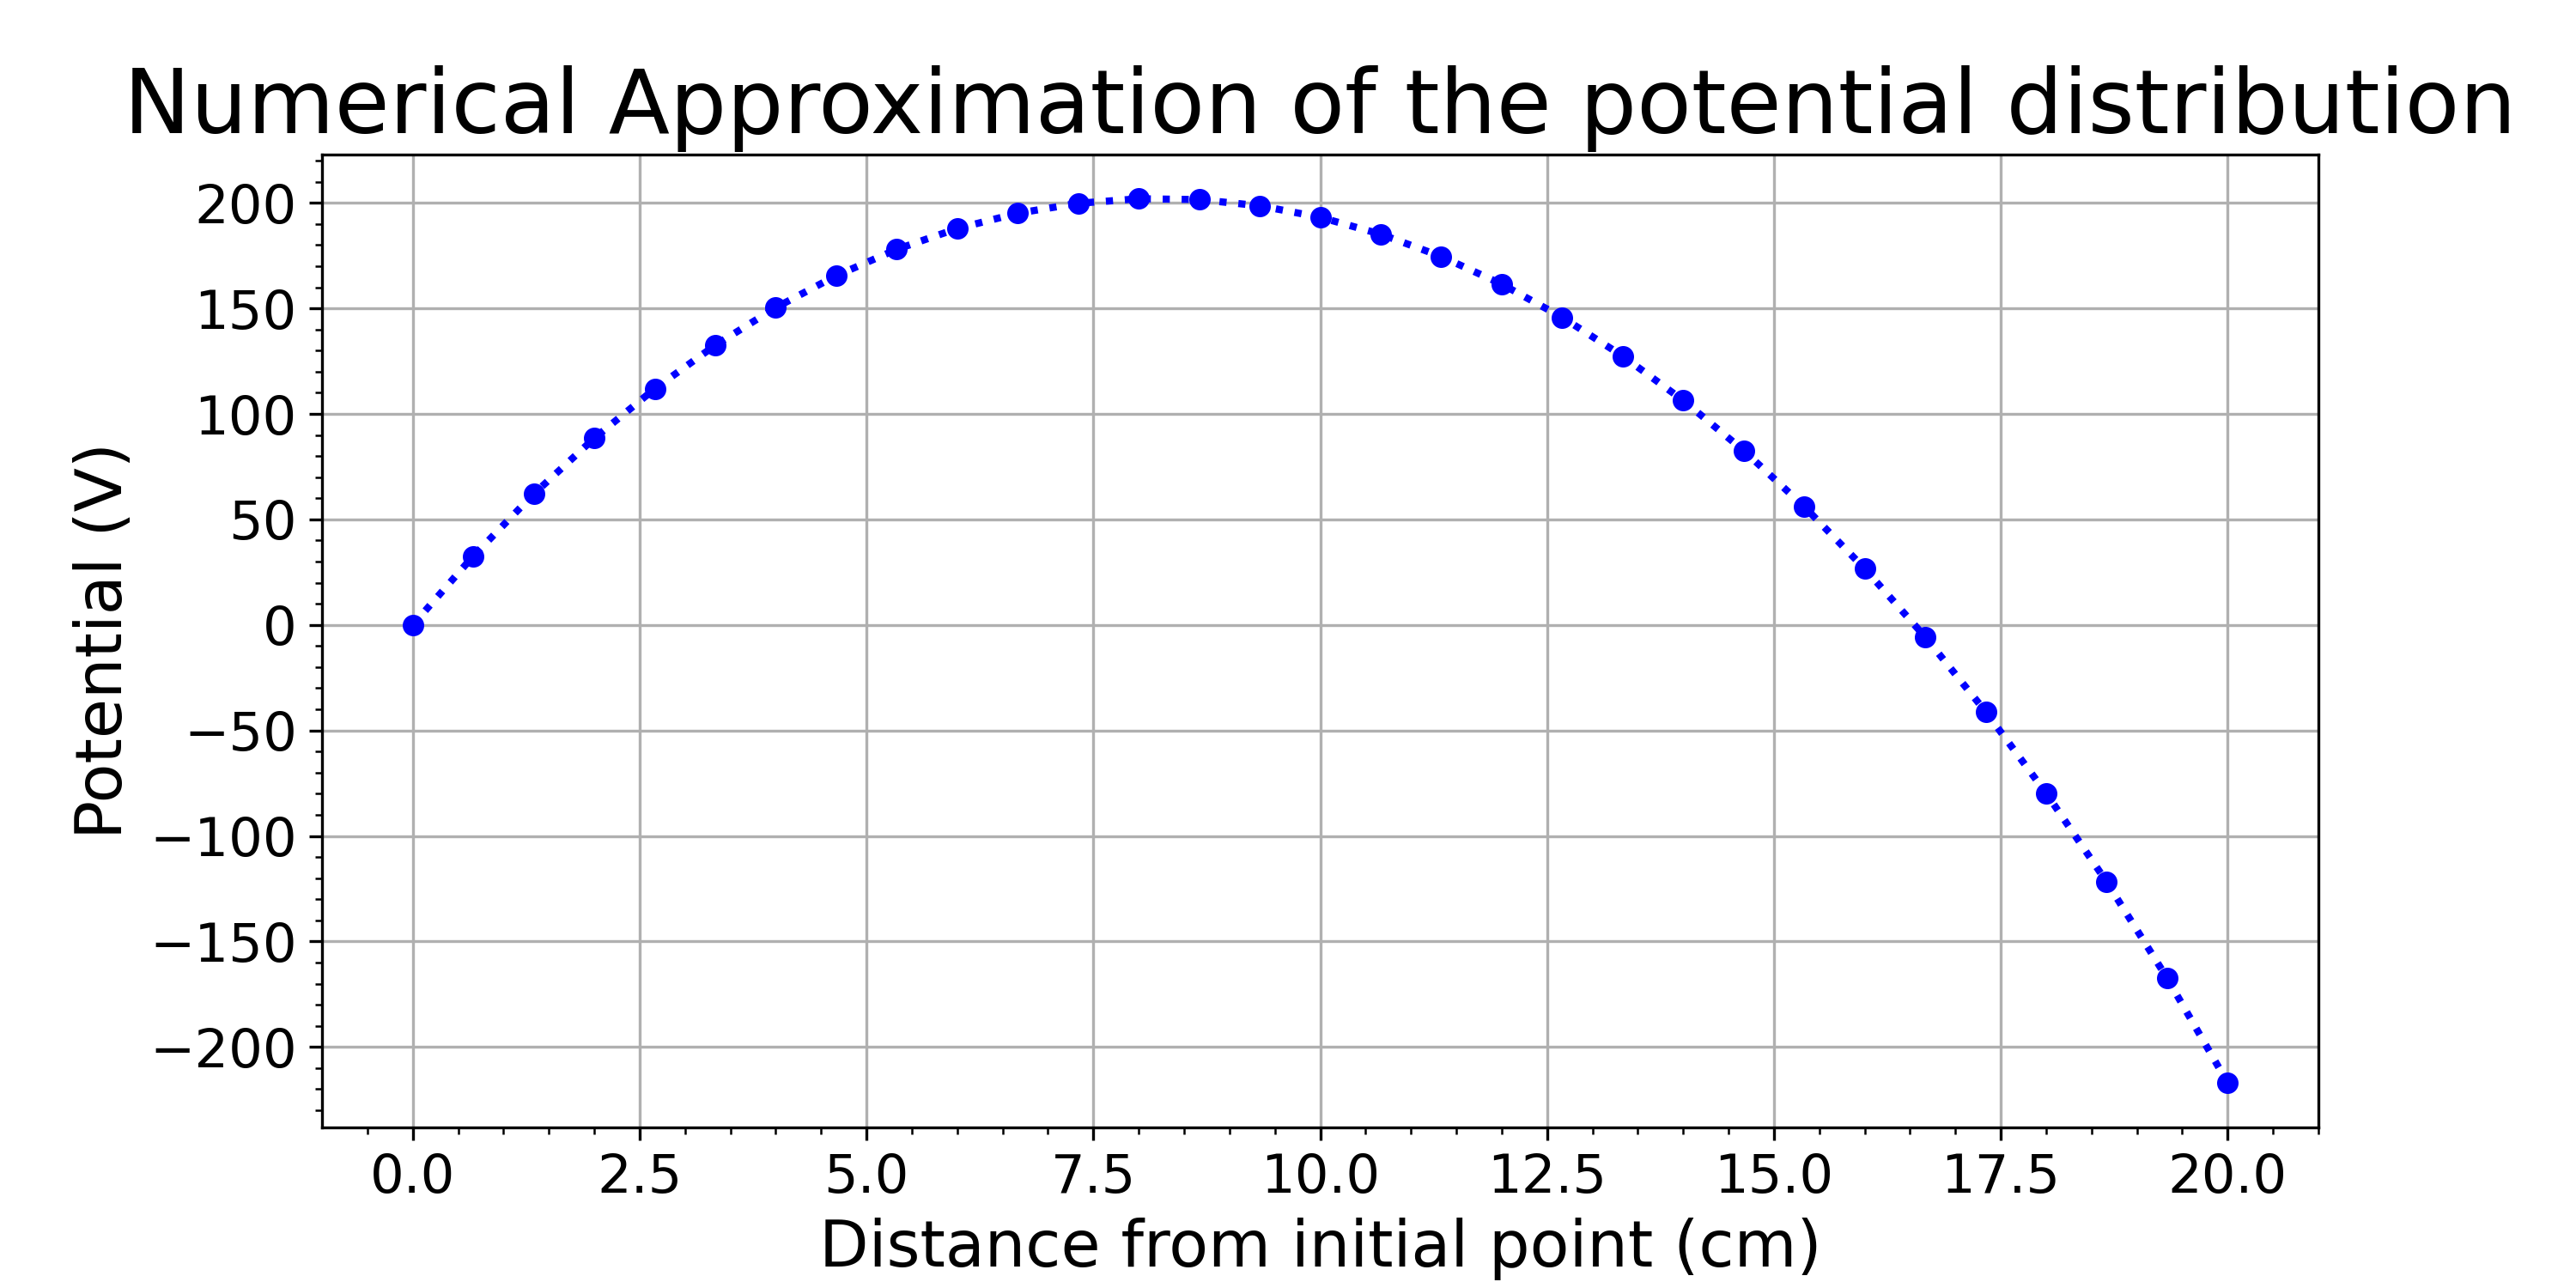 Numerical Approximation of the potential distribution
200
150
100
50
0
−50
−100
−150
−200
Potential (V)
0.0 2.5 5.0 7.5 10.0 12.5 15.0 17.5 20.0
Distance from initial point (cm)